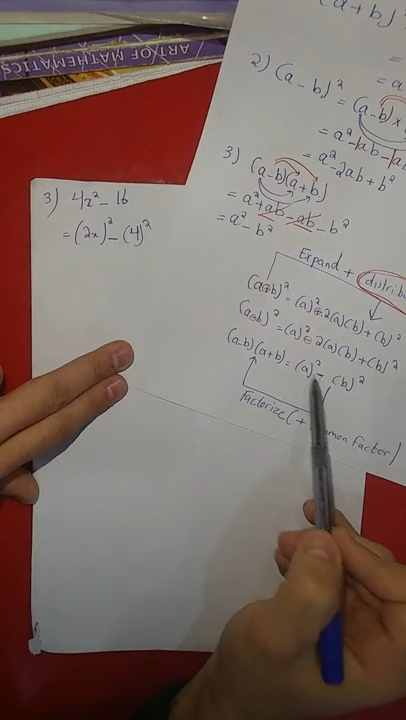 ART OF MATHEMATICS
(a+b)²
=
= a
2) (a-b)² = (a-b)×
= a²-ab-ab
= a²-2ab+b²
3) (a-b)(a+b)
= a²+ab-ab-b²
= a²-b²
Expand +
(a+b)² = (a)²+2(a)(b)+(b)²
(a-b)² = (a)²-2(a)(b)+(b)²
(a-b)(a+b) = (a)²-(b)²
Factorize (+ Factor)
3) 4x² - 16
= (2x)² - (4)²